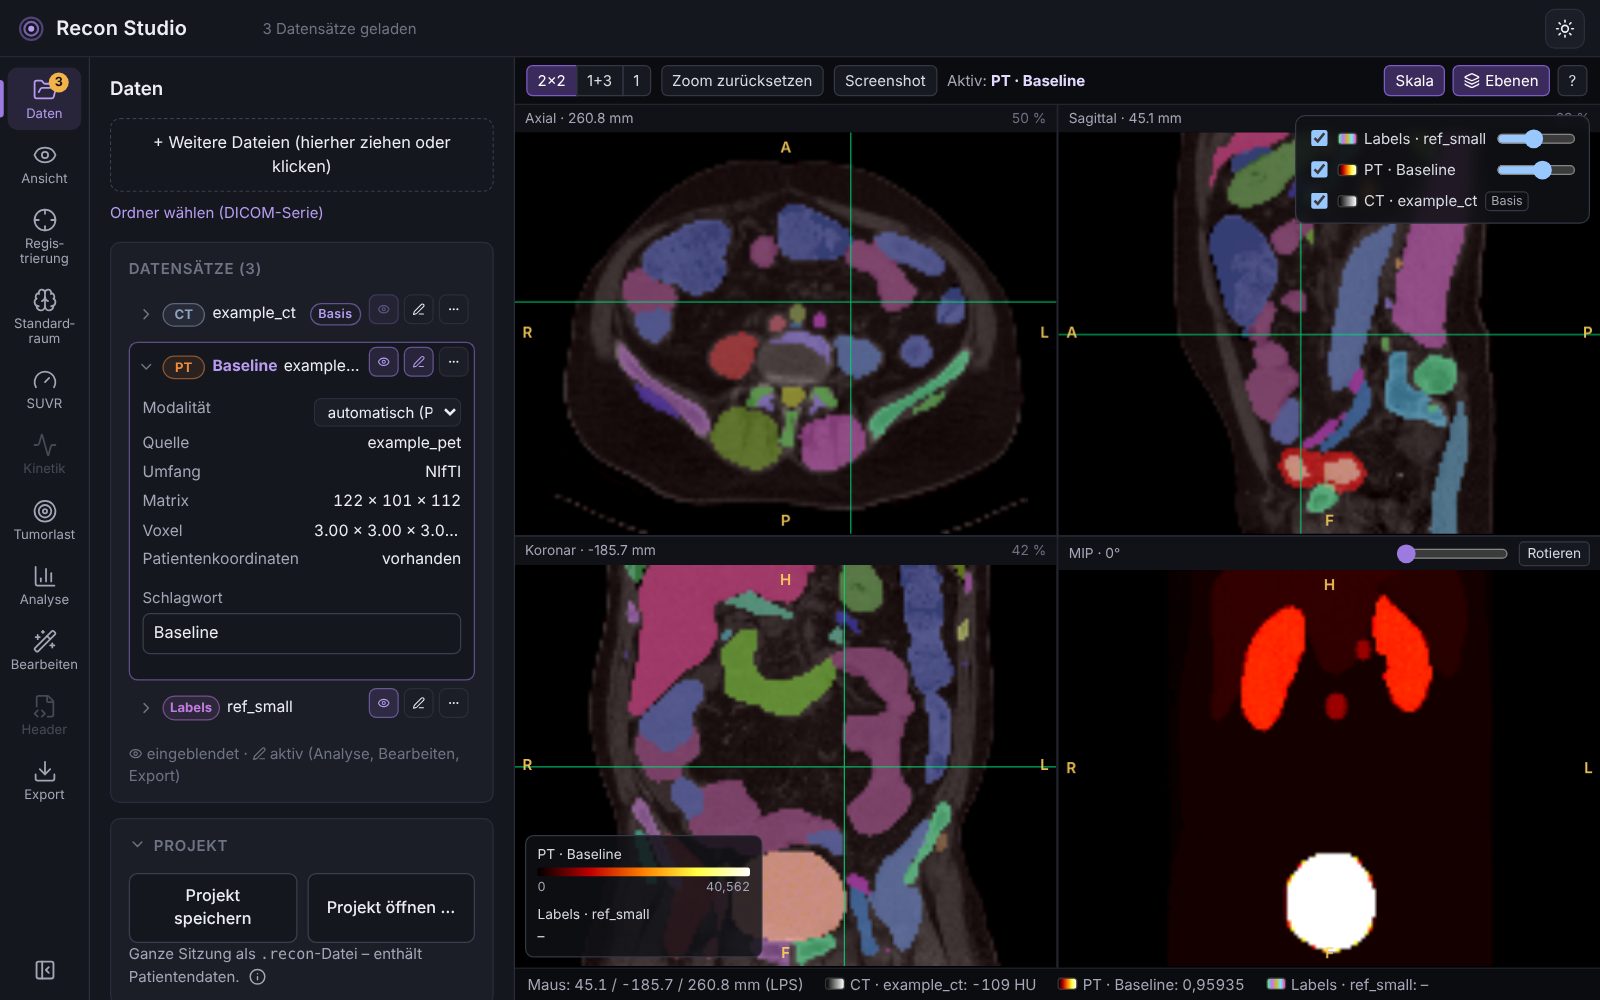 Recon Studio
3 Datensätze geladen
3
Daten
Ansicht
Regis-
trierung
Standard-
raum
SUVR
Kinetik
Tumorlast
Analyse
Bearbeiten
Header
Export
Daten
+ Weitere Dateien (hierher ziehen oder
klicken)
Ordner wählen (DICOM-Serie)
DATENSÄTZE (3)
CT example_ct Basis
PT Baseline example...
Modalität automatisch (P
Quelle example_pet
Umfang NIfTI
Matrix 122 × 101 × 112
Voxel 3.00 × 3.00 × 3.0...
Patientenkoordinaten vorhanden
Schlagwort
Baseline
Labels ref_small
eingeblendet · aktiv (Analyse, Bearbeiten,
Export)
PROJEKT
Projekt
speichern
Projekt öffnen ...
Ganze Sitzung als .recon-Datei – enthält
Patientendaten.
2×2 1+3 1 Zoom zurücksetzen Screenshot Aktiv: PT · Baseline Skala Ebenen ?
Axial · 260.8 mm 50 %
A
R
L
P
Sagittal · 45.1 mm
Labels · ref_small
PT · Baseline
CT · example_ct Basis
A
P
F
Koronar · -185.7 mm 42 %
H
R
L
F
PT · Baseline
0 40,562
Labels · ref_small
–
MIP · 0° Rotieren
H
R
L
F
Maus: 45.1 / -185.7 / 260.8 mm (LPS) CT · example_ct: -109 HU PT · Baseline: 0,95935 Labels · ref_small: –